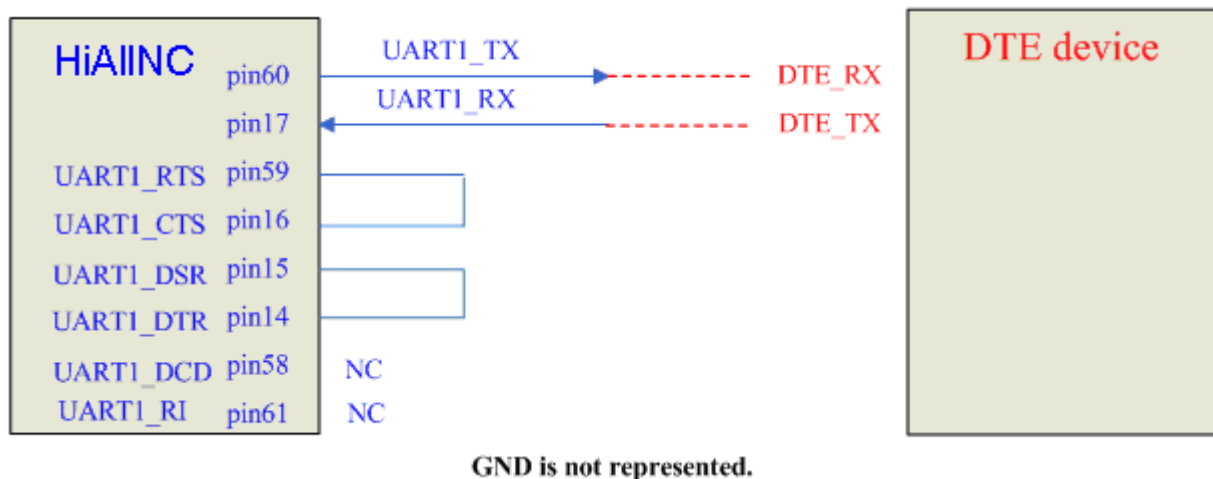 HiAllNC
DTE device
pin60 UART1_TX DTE_RX
pin17 UART1_RX DTE_TX
UART1_RTS pin59
UART1_CTS pin16
UART1_DSR pin15
UART1_DTR pin14
UART1_DCD pin58 NC
UART1_RI pin61 NC
GND is not represented.